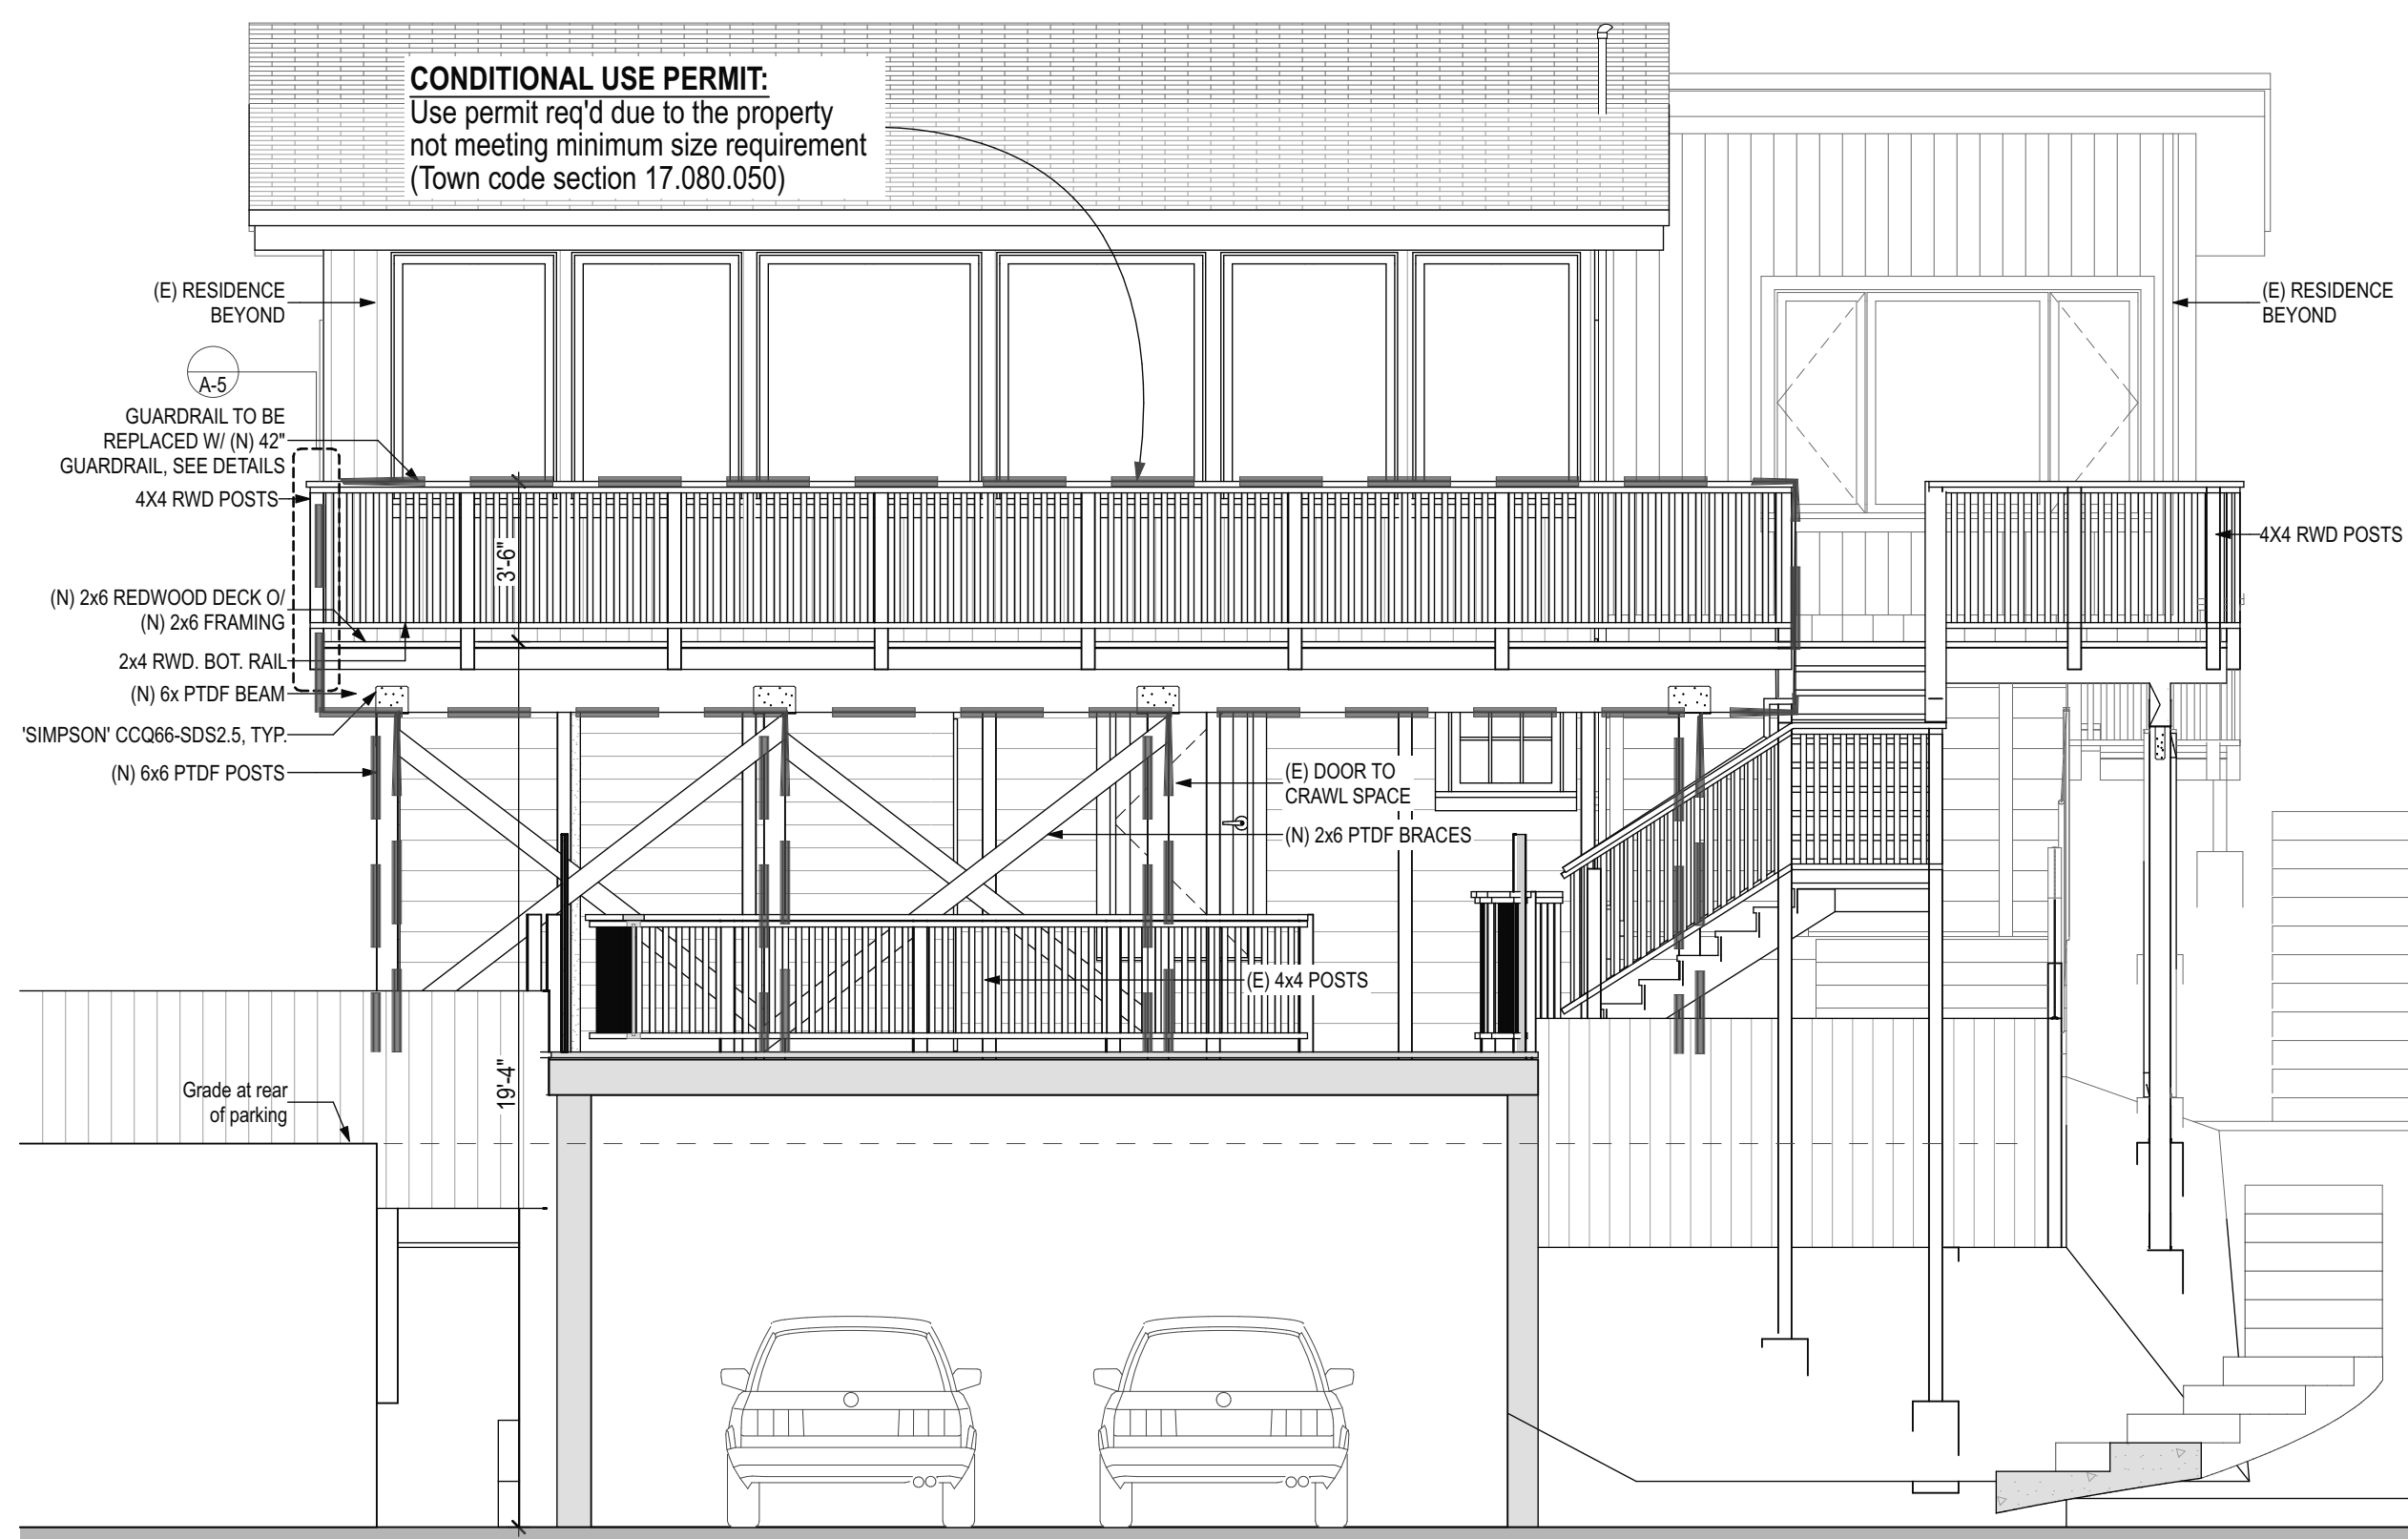 CONDITIONAL USE PERMIT:
Use permit req'd due to the property
not meeting minimum size requirement
(Town code section 17.080.050)
(E) RESIDENCE
BEYOND
(E) RESIDENCE
BEYOND
A-5
GUARDRAIL TO BE
REPLACED W/ (N) 42"
GUARDRAIL, SEE DETAILS
4X4 RWD POSTS
4X4 RWD POSTS
3'-6"
(N) 2x6 REDWOOD DECK O/
(N) 2x6 FRAMING
2x4 RWD. BOT. RAIL
(N) 6x PTDF BEAM
'SIMPSON' CCQ66-SDS2.5, TYP.
(N) 6x6 PTDF POSTS
(E) DOOR TO
CRAWL SPACE
(N) 2x6 PTDF BRACES
(E) 4x4 POSTS
19'-4"
Grade at rear
of parking